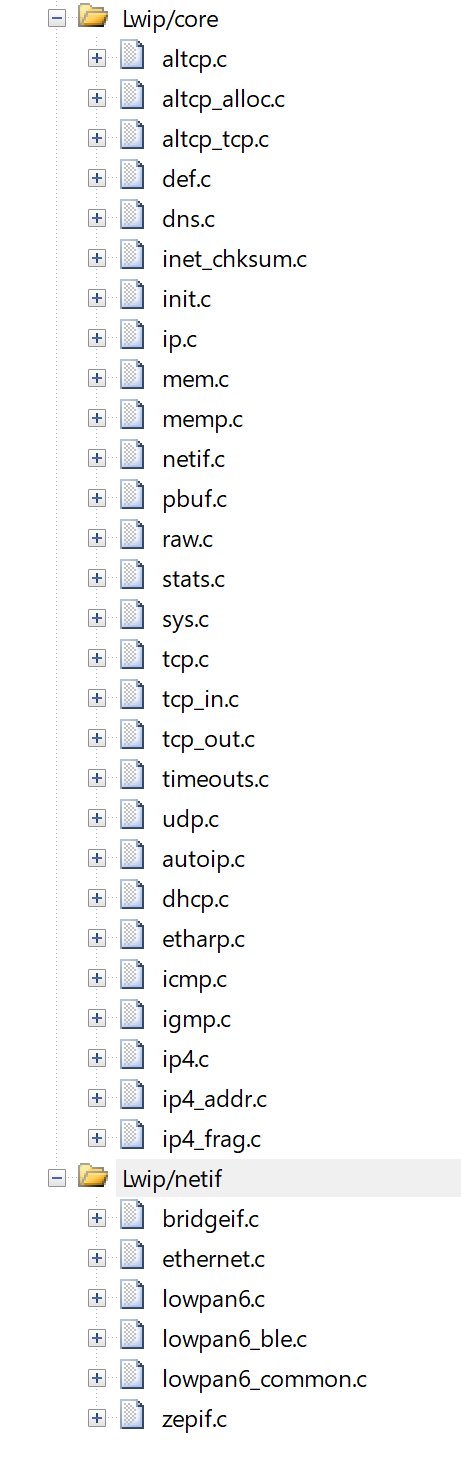 Lwip/core
altcp.c
altcp_alloc.c
altcp_tcp.c
def.c
dns.c
inet_chksum.c
init.c
ip.c
mem.c
memp.c
netif.c
pbuf.c
raw.c
stats.c
sys.c
tcp.c
tcp_in.c
tcp_out.c
timeouts.c
udp.c
autoip.c
dhcp.c
etharp.c
icmp.c
igmp.c
ip4.c
ip4_addr.c
ip4_frag.c
Lwip/netif
bridgeif.c
ethernet.c
lowpan6.c
lowpan6_ble.c
lowpan6_common.c
zepif.c